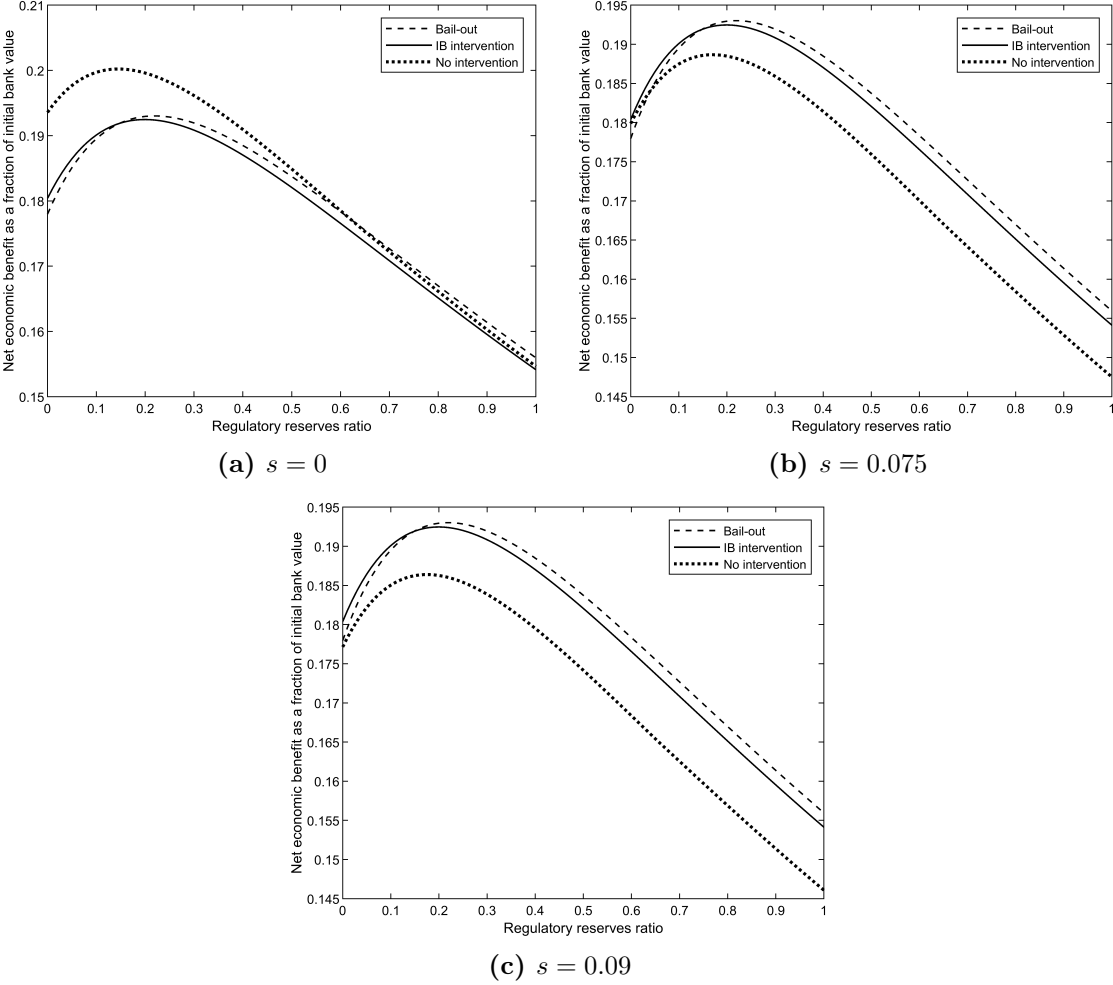 Net economic benefit as a fraction of initial bank value
0.21
0.2
0.19
0.18
0.17
0.16
0.15
Bail-out
IB intervention
No intervention
0 0.1 0.2 0.3 0.4 0.5 0.6 0.7 0.8 0.9 1
Regulatory reserves ratio
(a) s = 0
Net economic benefit as a fraction of initial bank value
0.195
0.19
0.185
0.18
0.175
0.17
0.165
0.16
0.155
0.15
0.145
Bail-out
IB intervention
No intervention
0 0.1 0.2 0.3 0.4 0.5 0.6 0.7 0.8 0.9 1
Regulatory reserves ratio
(b) s = 0.075
Net economic benefit as a fraction of initial bank value
0.195
0.19
0.185
0.18
0.175
0.17
0.165
0.16
0.155
0.15
0.145
Bail-out
IB intervention
No intervention
0 0.1 0.2 0.3 0.4 0.5 0.6 0.7 0.8 0.9 1
Regulatory reserves ratio
(c) s = 0.09